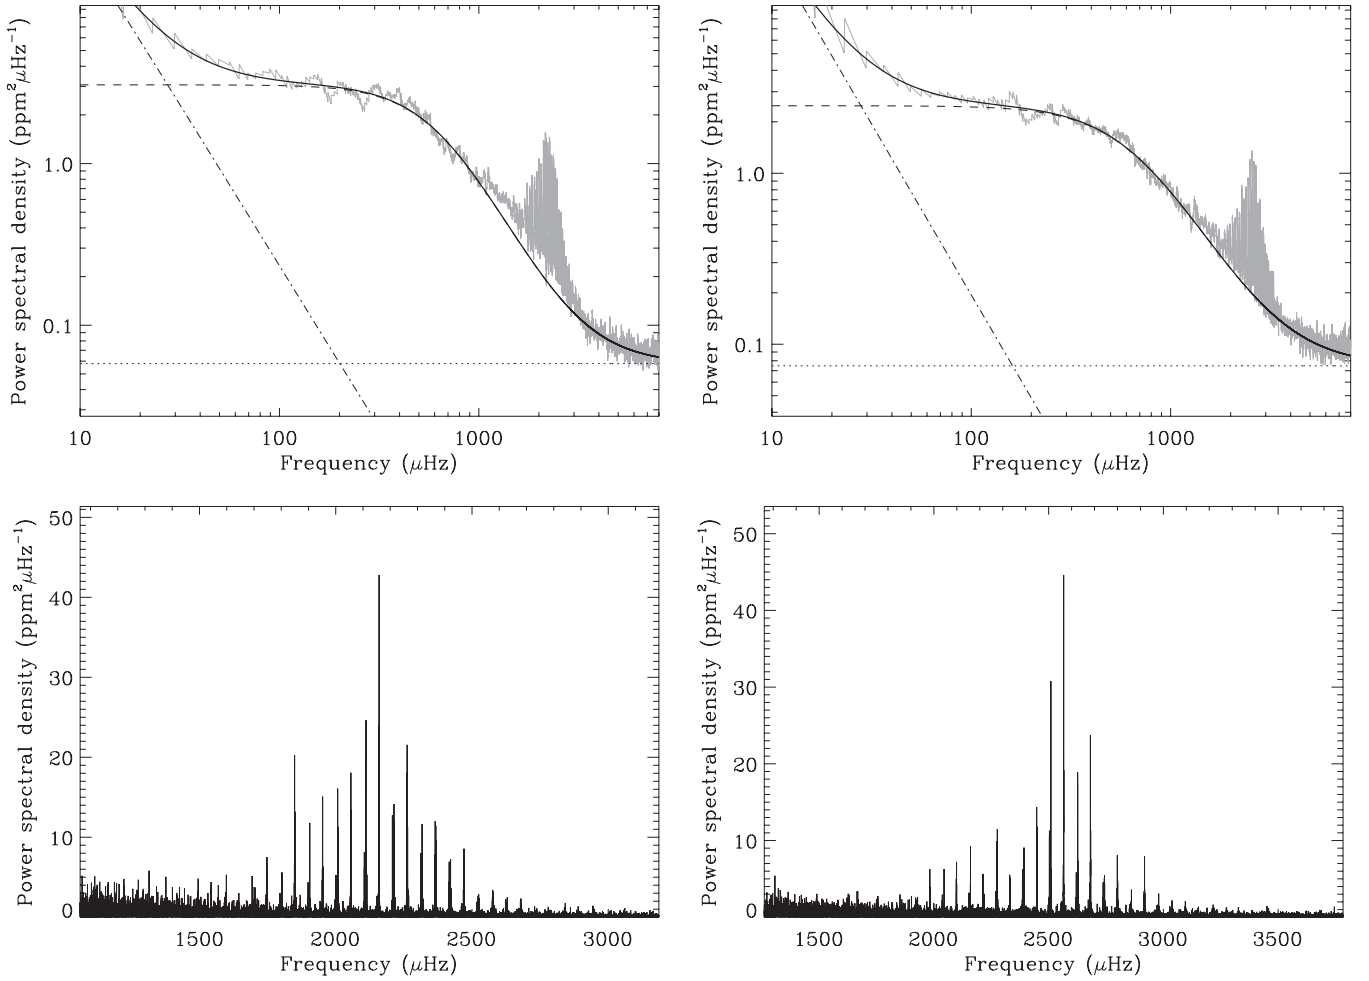 Power spectral density (ppm²μHz⁻¹)
1.0
0.1
10 100 1000
Frequency (μHz)
Power spectral density (ppm²μHz⁻¹)
1.0
0.1
10 100 1000
Frequency (μHz)
Power spectral density (ppm²μHz⁻¹)
50
40
30
20
10
0
1500 2000 2500 3000
Frequency (μHz)
Power spectral density (ppm²μHz⁻¹)
50
40
30
20
10
0
1500 2000 2500 3000 3500
Frequency (μHz)